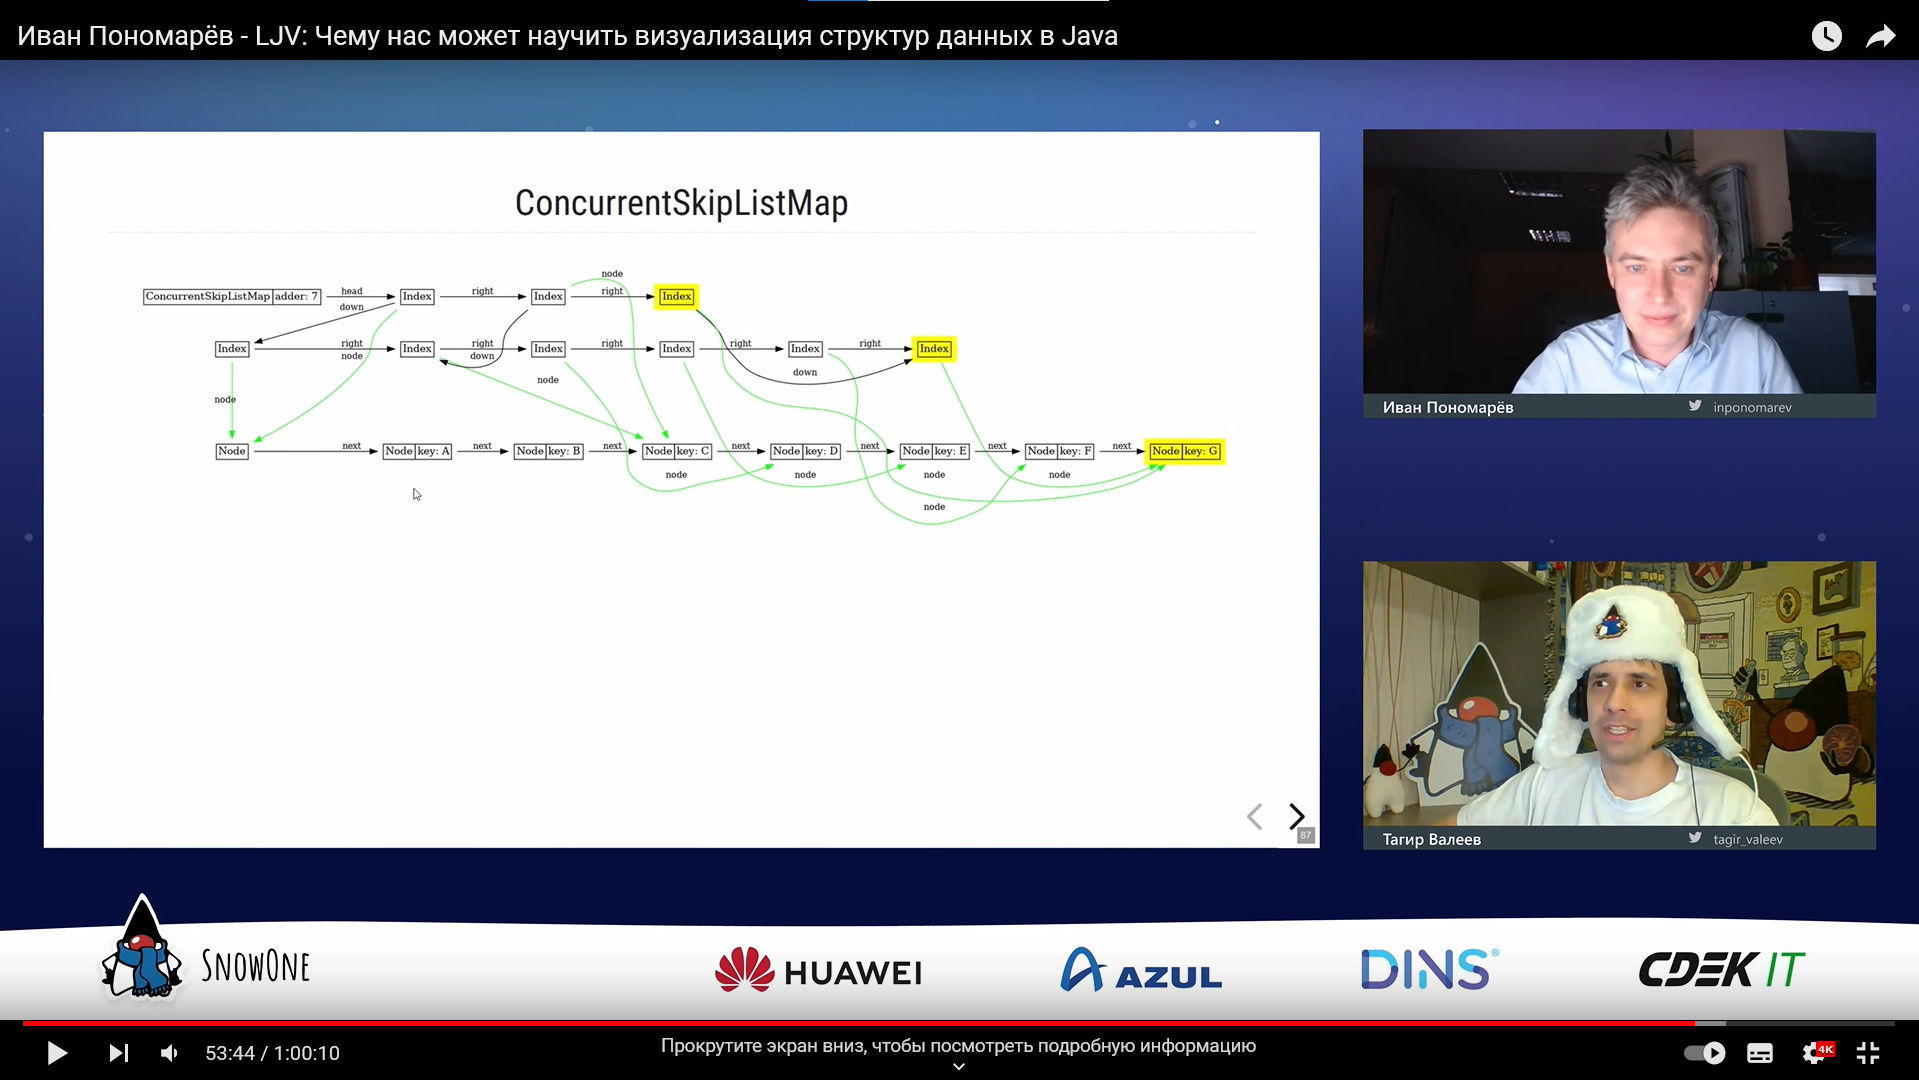 Иван Пономарёв - LJV: Чему нас может научить визуализация структур данных в Java
ConcurrentSkipListMap
node
ConcurrentSkipListMap adder: 7 head Index right Index right Index
down
Index right Index right Index right Index right Index right Index
node down
down
node
node
Node next Node key: A next Node key: B next Node key: C next Node key: D next Node key: E next Node key: F next Node key: G
node node node node
node
87
Иван Пономарёв inponomarev
Тагир Валеев tagir_valeev
SNOWONE
HUAWEI
AZUL
DINS®
CDEK IT
53:44 / 1:00:10
Прокрутите экран вниз, чтобы посмотреть подробную информацию
4K